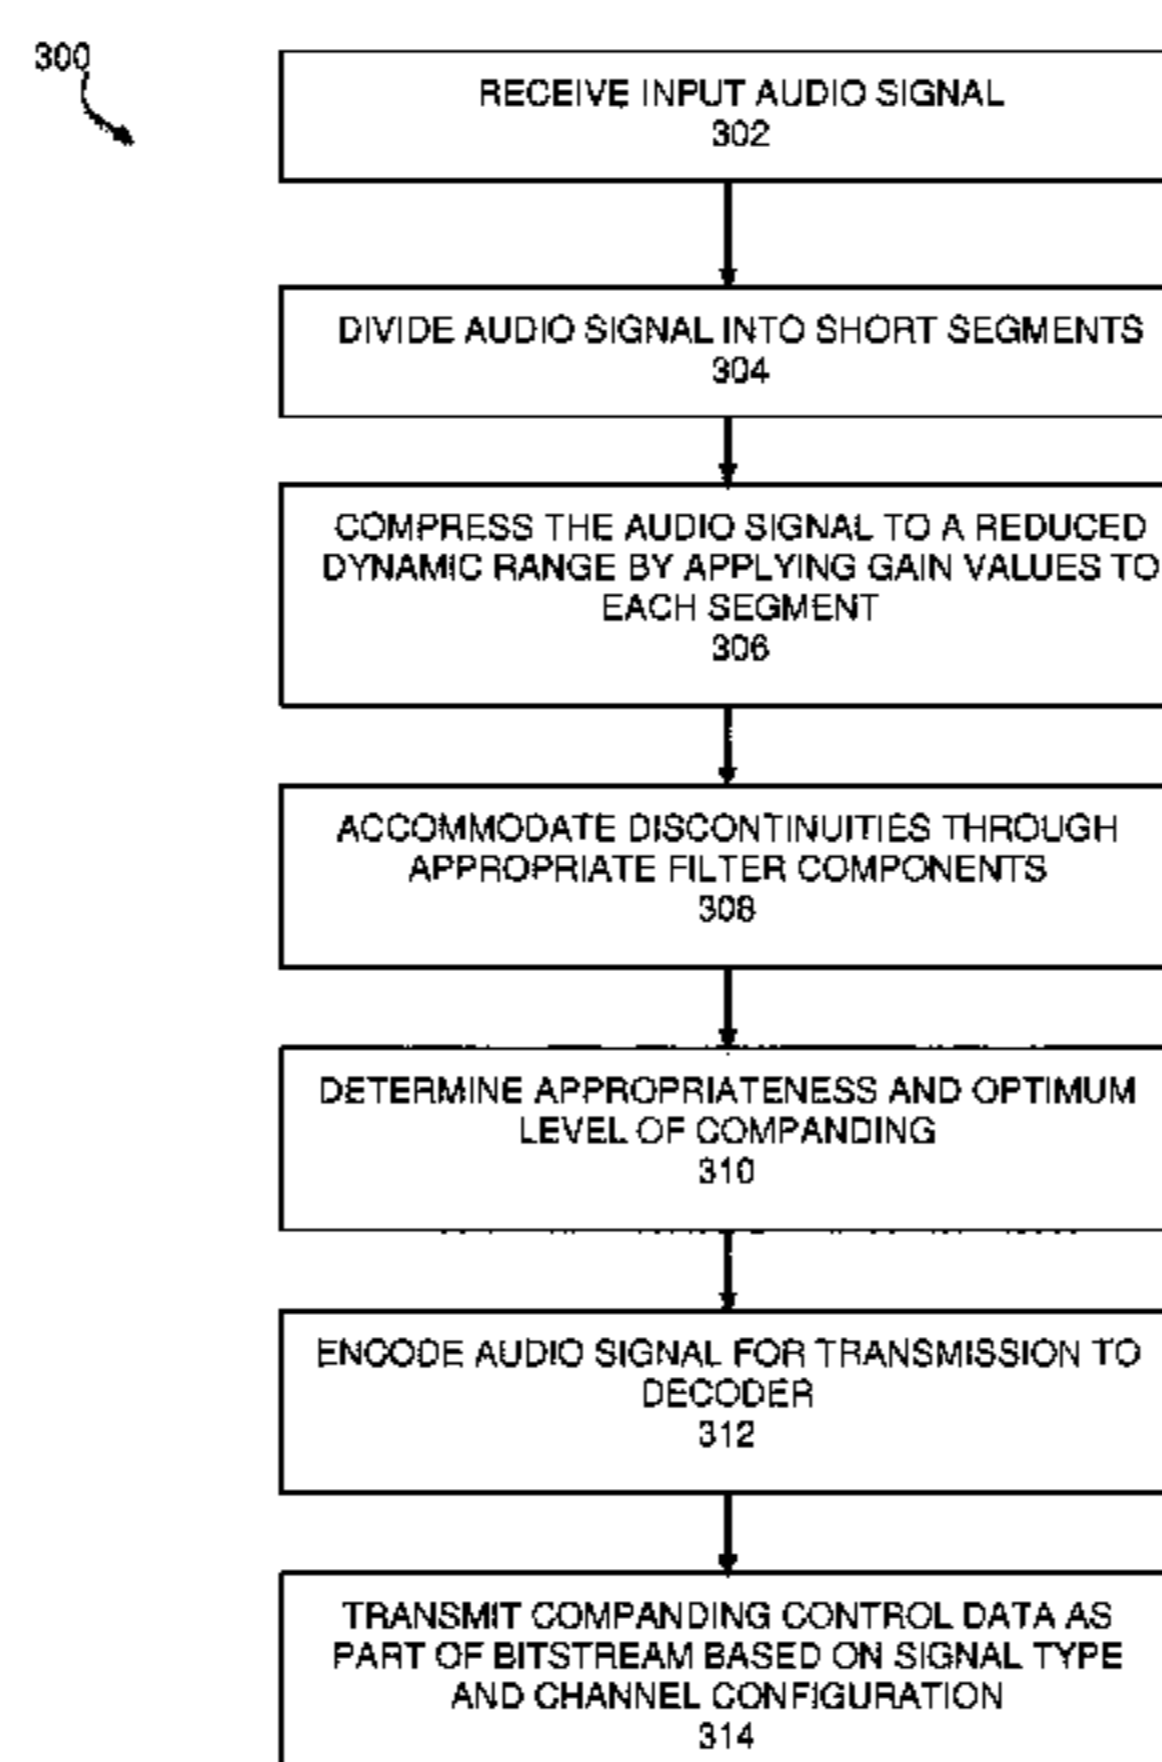 300
RECEIVE INPUT AUDIO SIGNAL
302
DIVIDE AUDIO SIGNAL INTO SHORT SEGMENTS
304
COMPRESS THE AUDIO SIGNAL TO A REDUCED
DYNAMIC RANGE BY APPLYING GAIN VALUES TO
EACH SEGMENT
306
ACCOMMODATE DISCONTINUITIES THROUGH
APPROPRIATE FILTER COMPONENTS
308
DETERMINE APPROPRIATENESS AND OPTIMUM
LEVEL OF COMPANDING
310
ENCODE AUDIO SIGNAL FOR TRANSMISSION TO
DECODER
312
TRANSMIT COMPANDING CONTROL DATA AS
PART OF BITSTREAM BASED ON SIGNAL TYPE
AND CHANNEL CONFIGURATION
314